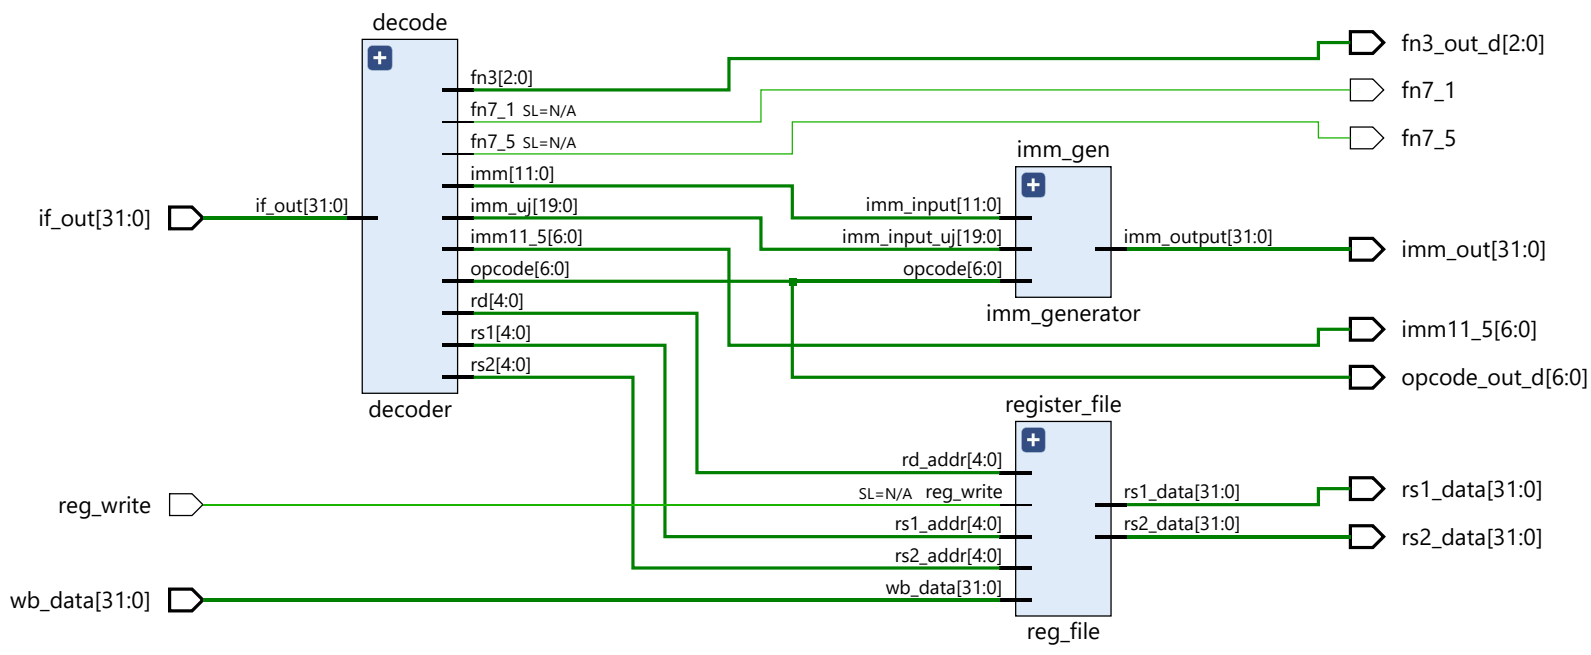 decode
fn3[2:0]
fn7_1 SL=N/A
fn7_5 SL=N/A
imm[11:0]
imm_uj[19:0]
imm11_5[6:0]
opcode[6:0]
rd[4:0]
rs1[4:0]
rs2[4:0]
if_out[31:0]
if_out[31:0]
decoder
reg_write
wb_data[31:0]
imm_gen
imm_input[11:0]
imm_input_uj[19:0]
opcode[6:0]
imm_output[31:0]
imm_generator
register_file
rd_addr[4:0]
SL=N/A reg_write
rs1_addr[4:0]
rs2_addr[4:0]
wb_data[31:0]
rs1_data[31:0]
rs2_data[31:0]
reg_file
fn3_out_d[2:0]
fn7_1
fn7_5
imm_out[31:0]
imm11_5[6:0]
opcode_out_d[6:0]
rs1_data[31:0]
rs2_data[31:0]